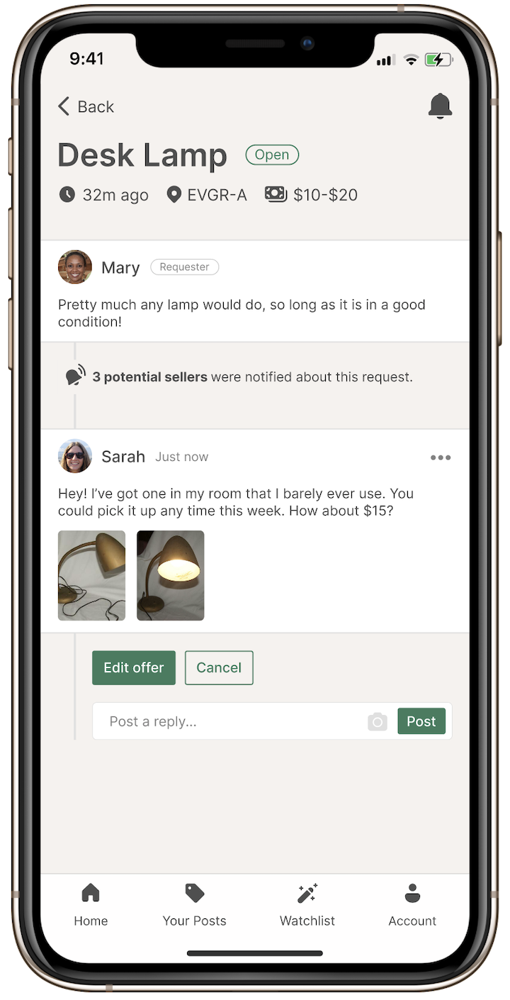 9:41
Back
Desk Lamp Open
32m ago EVGR-A $10-$20
Mary Requester
Pretty much any lamp would do, so long as it is in a good
condition!
3 potential sellers were notified about this request.
Sarah Just now
Hey! I’ve got one in my room that I barely ever use. You
could pick it up any time this week. How about $15?
Edit offer Cancel
Post a reply... Post
Home Your Posts Watchlist Account